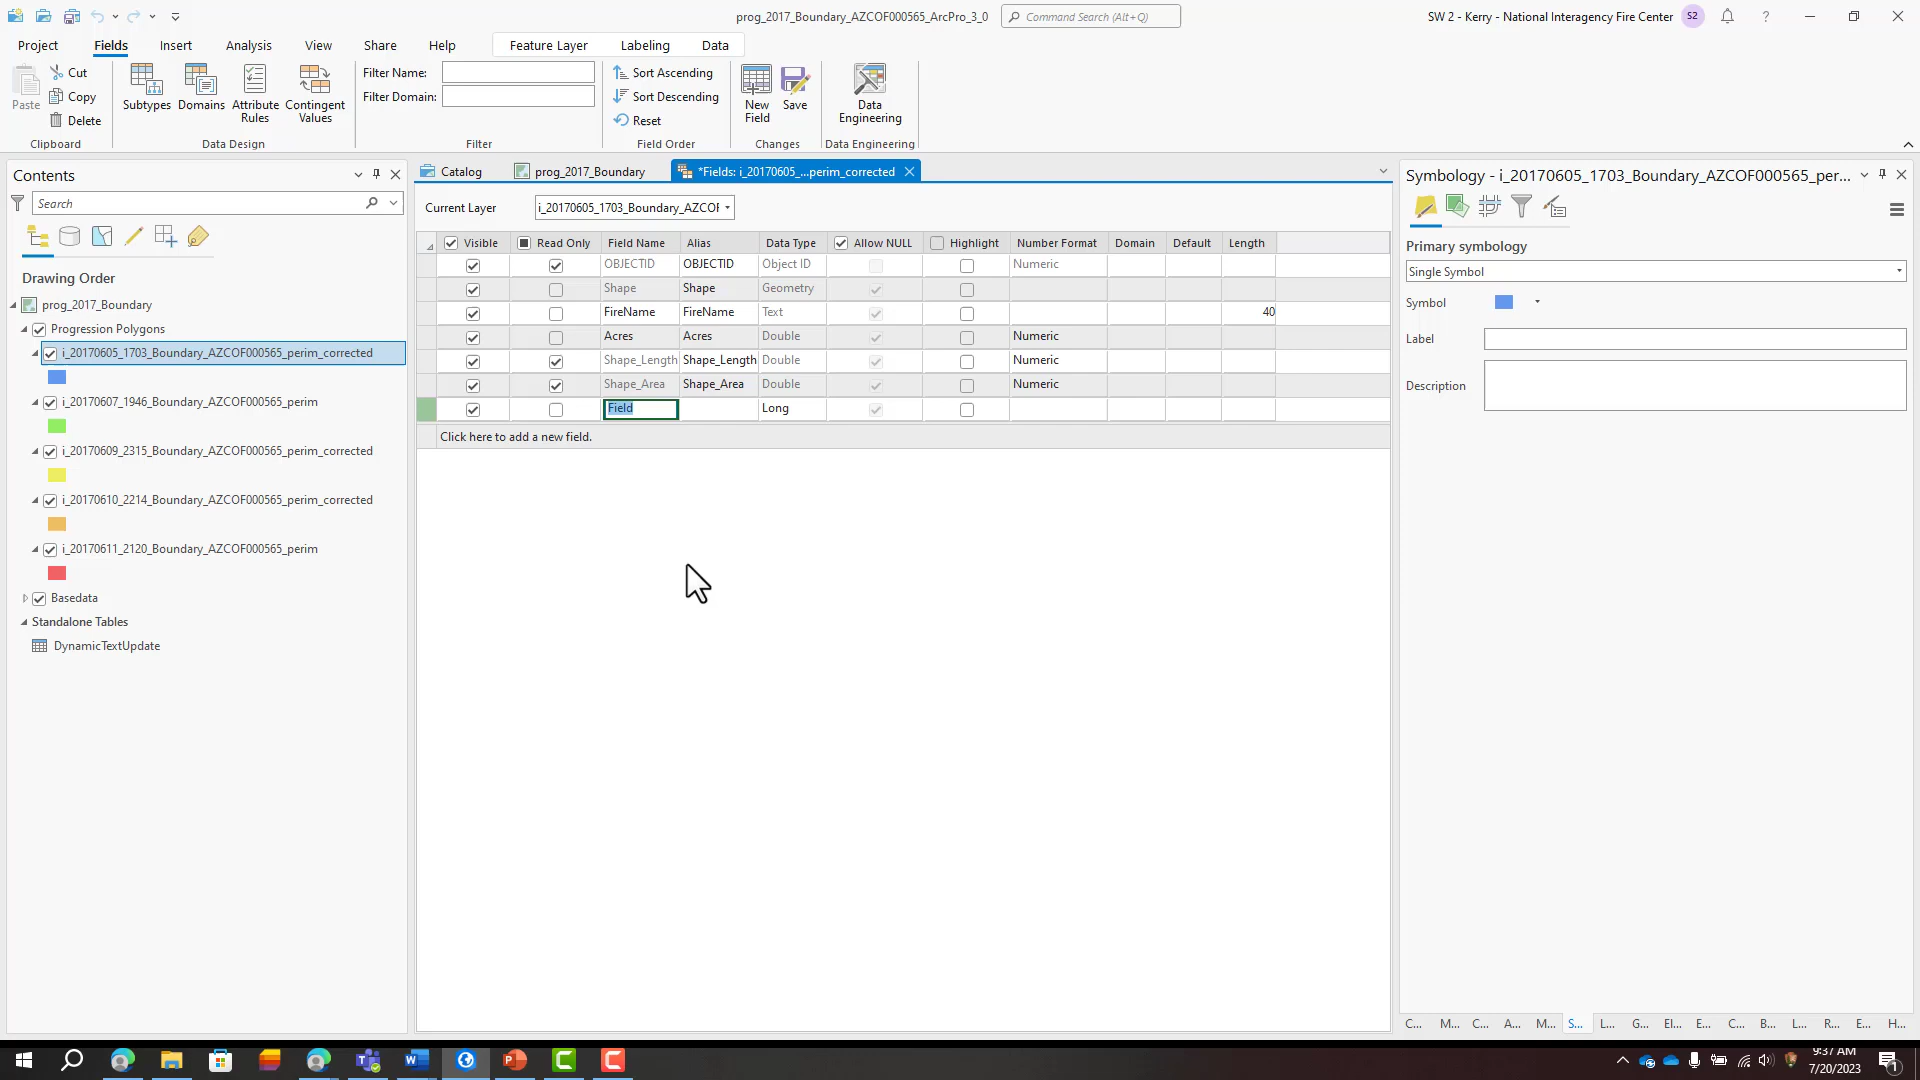 prog_2017_Boundary_AZCOF000565_ArcPro_3_0
Command Search (Alt+Q)
SW 2 - Kerry - National Interagency Fire Center
S2
?
Project
Fields
Insert
Analysis
View
Share
Help
Feature Layer
Labeling
Data
Paste
Cut
Copy
Delete
Clipboard
Subtypes
Domains
Attribute Rules
Contingent Values
Data Design
Filter Name:
Filter Domain:
Filter
Sort Ascending
Sort Descending
Reset
Field Order
New Field
Save
Changes
Data Engineering
Data Engineering
Contents
Search
Drawing Order
prog_2017_Boundary
Progression Polygons
i_20170605_1703_Boundary_AZCOF000565_perim_corrected
i_20170607_1946_Boundary_AZCOF000565_perim
i_20170609_2315_Boundary_AZCOF000565_perim_corrected
i_20170610_2214_Boundary_AZCOF000565_perim_corrected
i_20170611_2120_Boundary_AZCOF000565_perim
Basedata
Standalone Tables
DynamicTextUpdate
Catalog
prog_2017_Boundary
*Fields: i_20170605_...perim_corrected
Current Layer
i_20170605_1703_Boundary_AZCOF
Visible Read Only Field Name Alias Data Type Allow NULL Highlight Number Format Domain Default Length
OBJECTID OBJECTID Object ID Numeric
Shape Shape Geometry
FireName FireName Text 40
Acres Acres Double Numeric
Shape_Length Shape_Length Double Numeric
Shape_Area Shape_Area Double Numeric
Field Long
Click here to add a new field.
Symbology - i_20170605_1703_Boundary_AZCOF000565_per...
Primary symbology
Single Symbol
Symbol
Label
Description
C... M... C... A... M... S... L... G... El... E... C... B... L... R... E... H...
9:37 AM
7/20/2023
1